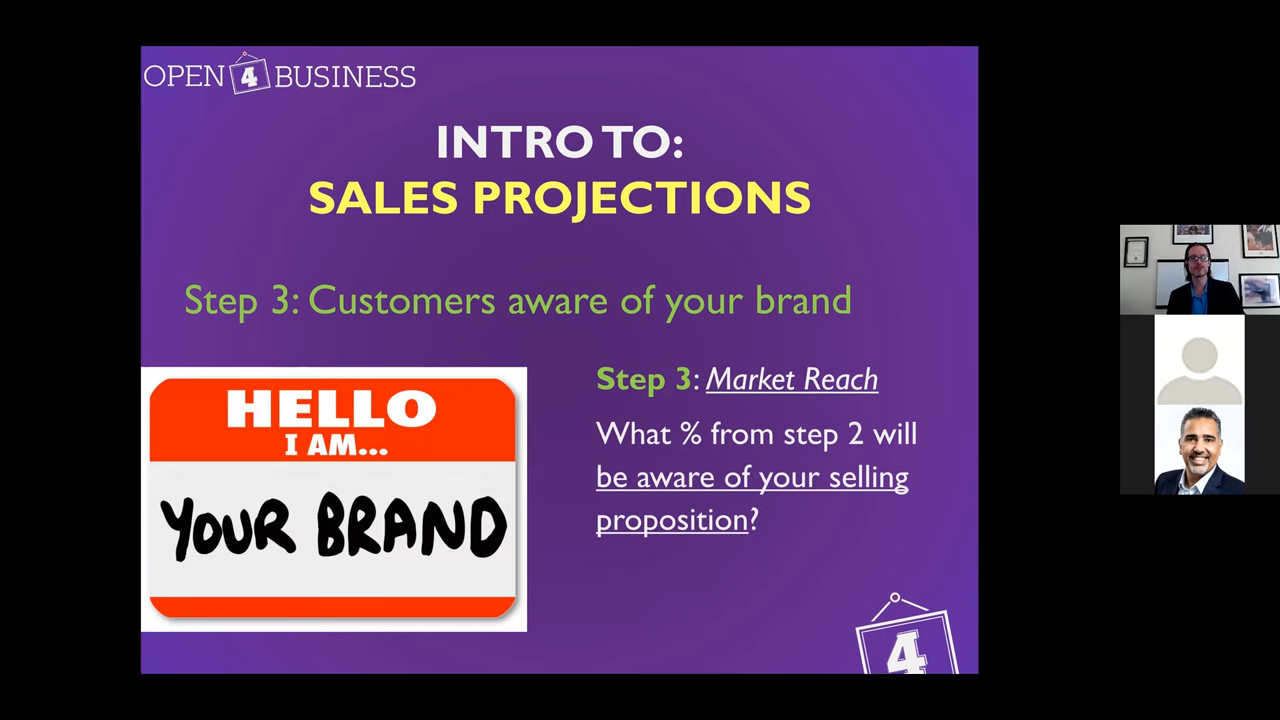 OPEN 4 BUSINESS
INTRO TO:
SALES PROJECTIONS
Step 3: Customers aware of your brand
HELLO
I AM...
YOUR BRAND
Step 3: Market Reach
What % from step 2 will
be aware of your selling
proposition?
4